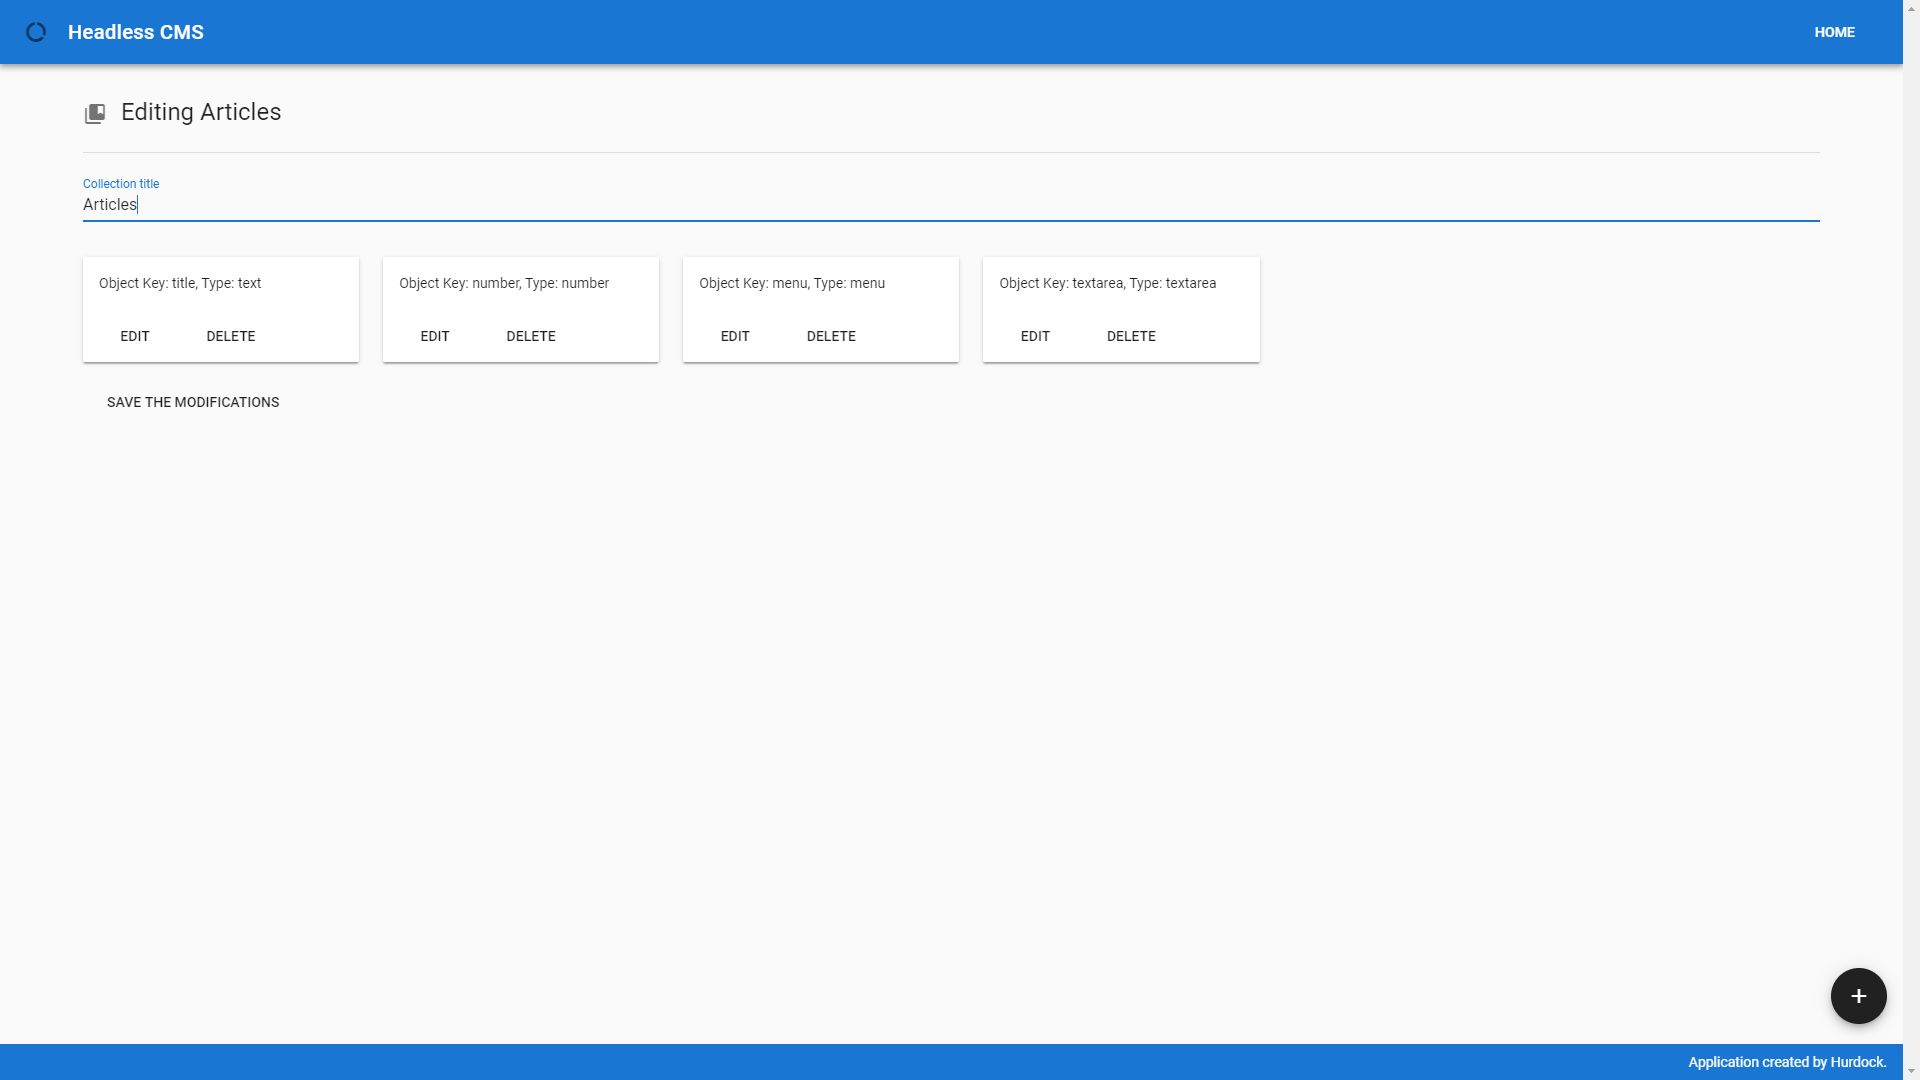 Headless CMS
HOME
Editing Articles
Collection title
Articles
Object Key: title, Type: text
EDIT DELETE
Object Key: number, Type: number
EDIT DELETE
Object Key: menu, Type: menu
EDIT DELETE
Object Key: textarea, Type: textarea
EDIT DELETE
SAVE THE MODIFICATIONS
+
Application created by Hurdock.